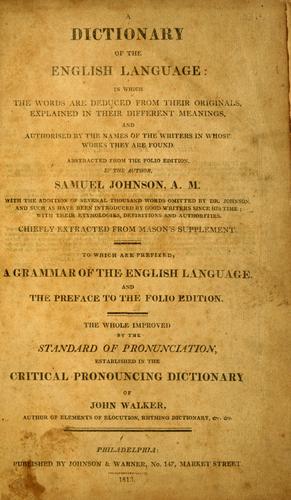 A
DICTIONARY
OF THE
ENGLISH LANGUAGE:
IN WHICH
THE WORDS ARE DEDUCED FROM THEIR ORIGINALS,
EXPLAINED IN THEIR DIFFERENT MEANINGS,
AND
AUTHORISED BY THE NAMES OF THE WRITERS IN WHOSE
WORKS THEY ARE FOUND.
ABSTRACTED FROM THE FOLIO EDITION,
BY THE AUTHOR,
SAMUEL JOHNSON, A. M.
WITH THE ADDITION OF SEVERAL THOUSAND WORDS OMITTED BY DR. JOHNSON,
AND SUCH AS HAVE BEEN INTRODUCED BY GOOD WRITERS SINCE HIS TIME;
WITH THEIR ETYMOLOGIES, DEFINITIONS AND AUTHORITIES.
CHIEFLY EXTRACTED FROM MASON'S SUPPLEMENT.
TO WHICH ARE PREFIXED,
A GRAMMAR OF THE ENGLISH LANGUAGE.
AND
THE PREFACE TO THE FOLIO EDITION.
THE WHOLE IMPROVED
BY THE
STANDARD OF PRONUNCIATION,
ESTABLISHED IN THE
CRITICAL PRONOUNCING DICTIONARY
OF
JOHN WALKER,
AUTHOR OF ELEMENTS OF ELOCUTION, RHYMING DICTIONARY, &c. &c.
PHILADELPHIA:
PUBLISHED BY JOHNSON & WARNER, No. 147, MARKET STREET.
1813.